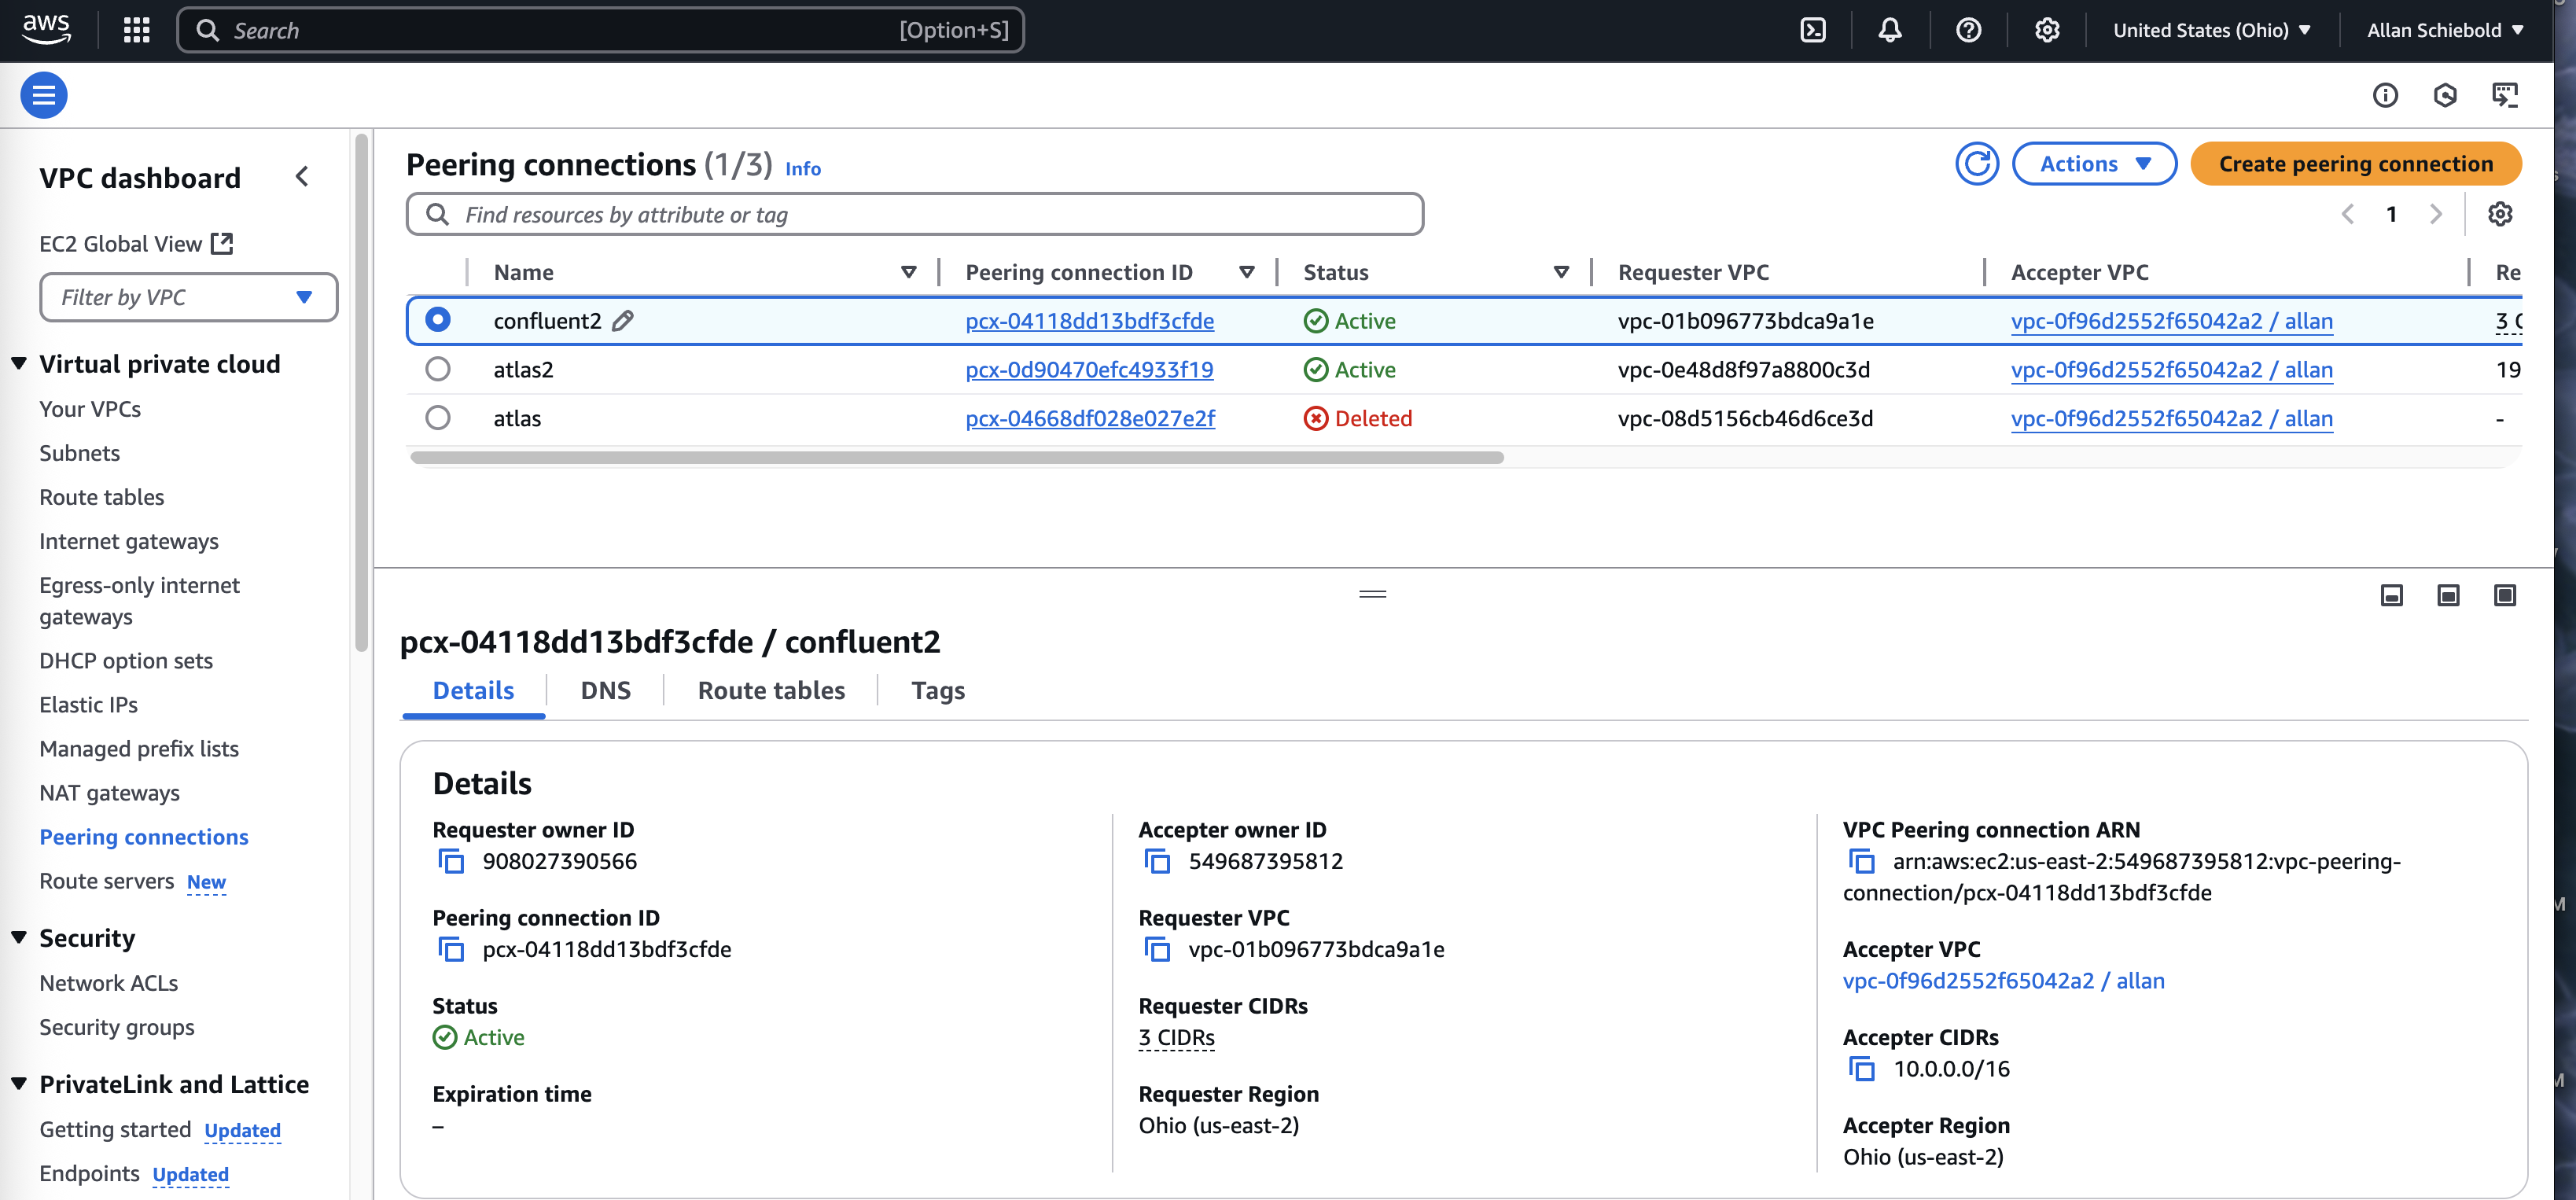 aws
Search [Option+S]
United States (Ohio)
Allan Schiebold
VPC dashboard
EC2 Global View
Filter by VPC
Virtual private cloud
Your VPCs
Subnets
Route tables
Internet gateways
Egress-only internet
gateways
DHCP option sets
Elastic IPs
Managed prefix lists
NAT gateways
Peering connections
Route servers New
Security
Network ACLs
Security groups
PrivateLink and Lattice
Getting started Updated
Endpoints Updated
Peering connections (1/3) Info
Actions
Create peering connection
Find resources by attribute or tag
1
Name Peering connection ID Status Requester VPC Accepter VPC Re
confluent2 pcx-04118dd13bdf3cfde Active vpc-01b096773bdca9a1e vpc-0f96d2552f65042a2 / allan 3 C
atlas2 pcx-0d90470efc4933f19 Active vpc-0e48d8f97a8800c3d vpc-0f96d2552f65042a2 / allan 19
atlas pcx-04668df028e027e2f Deleted vpc-08d5156cb46d6ce3d vpc-0f96d2552f65042a2 / allan -
pcx-04118dd13bdf3cfde / confluent2
Details DNS Route tables Tags
Details
Requester owner ID
908027390566
Peering connection ID
pcx-04118dd13bdf3cfde
Status
Active
Expiration time
–
Accepter owner ID
549687395812
Requester VPC
vpc-01b096773bdca9a1e
Requester CIDRs
3 CIDRs
Requester Region
Ohio (us-east-2)
VPC Peering connection ARN
arn:aws:ec2:us-east-2:549687395812:vpc-peering-
connection/pcx-04118dd13bdf3cfde
Accepter VPC
vpc-0f96d2552f65042a2 / allan
Accepter CIDRs
10.0.0.0/16
Accepter Region
Ohio (us-east-2)